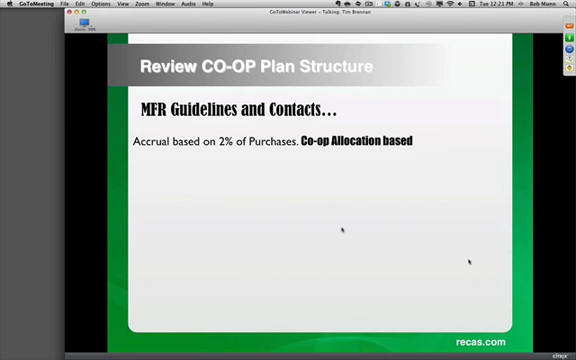 GoToMeeting File Edit Options View Zoom Window Audio Help
Tue 12:21 PM Bob Munn
GoToWebinar Viewer - Talking: Tim Brennan
Review CO-OP Plan Structure
MFR Guidelines and Contacts…
Accrual based on 2% of Purchases. Co-op Allocation based
recas.com
citrix